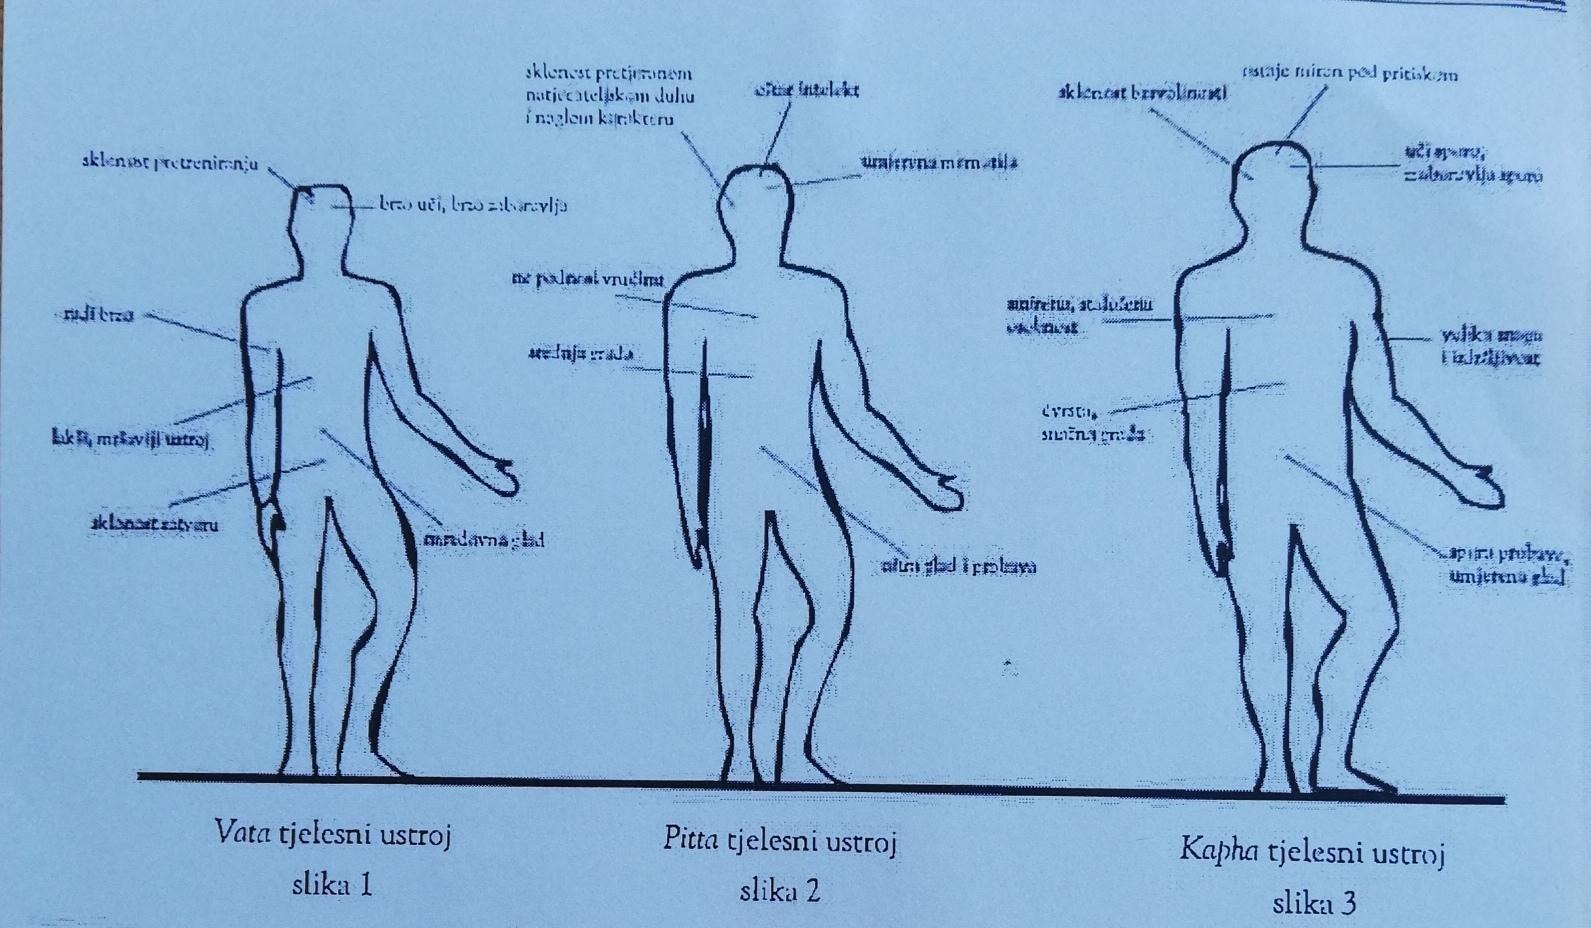 sklonost pretreniranju
brzo uči, brzo zaboravlja
radi brzo
lakši, mršaviji ustroj
sklonost zatvoru
glad
Vata tjelesni ustroj
slika 1
sklonost pretjeranom
natjecateljskom duhu
i naglom karakteru
oštar intelekt
umjerena memorija
ne podnosi vrućinu
srednja građa
oštra glad i probava
Pitta tjelesni ustroj
slika 2
ostaje miran pod pritiskom
sklonost bezvoljnosti
uči sporo,
zaboravlja sporo
osobnost
velika snaga
i izdržljivost
čvrsta,
snažna građa
spora probava,
umjerena glad
Kapha tjelesni ustroj
slika 3